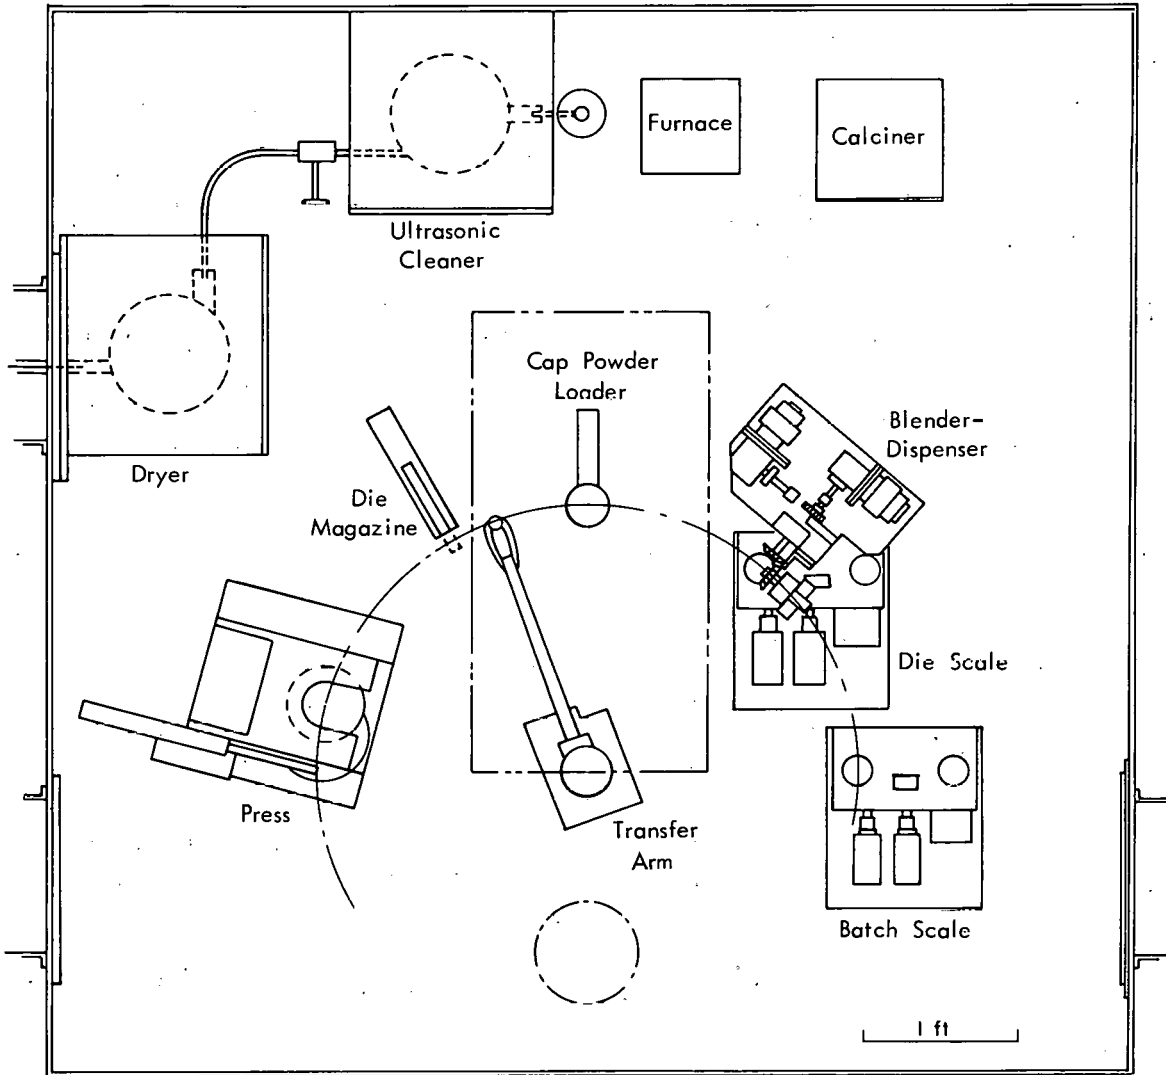 Furnace
Calciner
Ultrasonic
Cleaner
Cap Powder
Loader
Blender-
Dispenser
Dryer
Die
Magazine
Die Scale
Press
Transfer
Arm
Batch Scale
1 ft